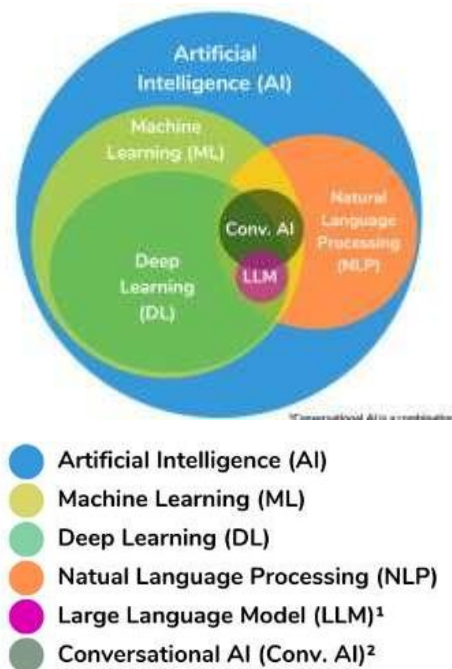 Artificial
Intelligence (AI)
Machine
Learning (ML)
Natural
Language
Processing
(NLP)
Conv. AI
Deep
Learning
(DL)
LLM
Artificial Intelligence (AI)
Machine Learning (ML)
Deep Learning (DL)
Natual Language Processing (NLP)
Large Language Model (LLM)¹
Conversational AI (Conv. AI)²